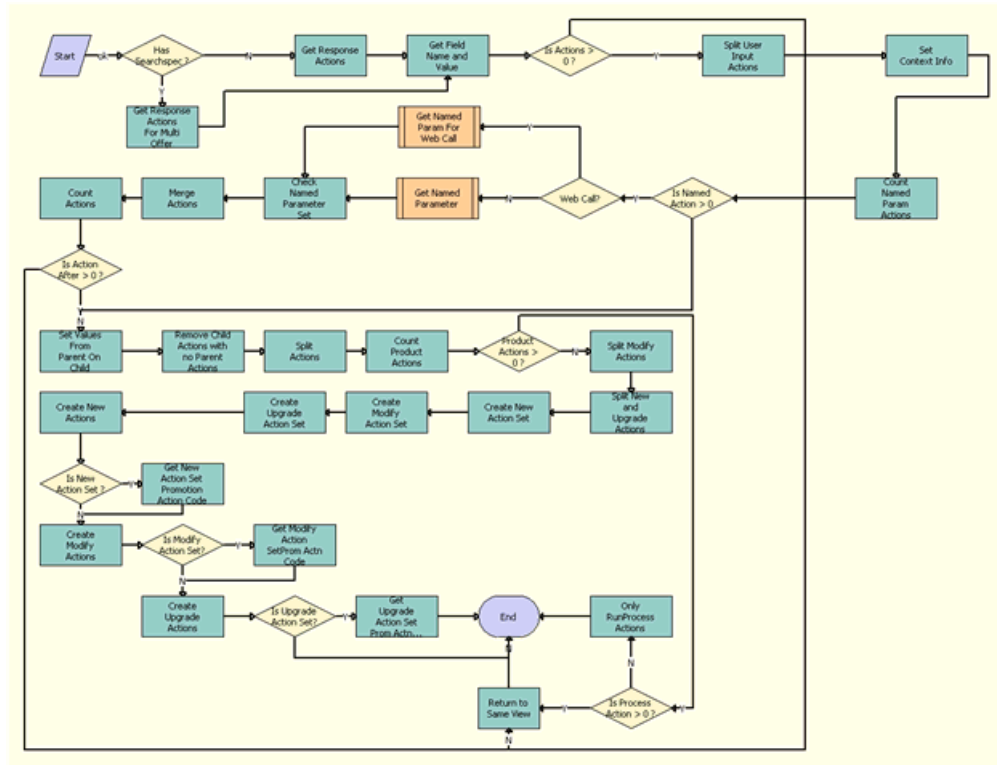 Start
ok
Has
Searchspec ?
N
Get Response
Actions
Get Field
Name and
Value
Is Actions >
0 ?
Y
Split User
Input
Actions
Set
Context Info
Y
Get Response
Actions
For Multi
Offer
Get Named
Param For
Web Call
Y
Count
Actions
Merge
Actions
Check
Named
Parameter
Set
Get Named
Parameter
N
Web Call?
Y
Is Named
Action > 0
Count
Named
Param
Actions
Is Action
After > 0 ?
Y
N
Set Values
From
Parent On
Child
Remove Child
Actions with
no Parent
Actions
Split
Actions
Count
Product
Actions
Product
Actions >
0 ?
N
Split Modify
Actions
Create New
Actions
Create
Upgrade
Action Set
Create
Modify
Action Set
Create New
Action Set
Split New
and
Upgrade
Actions
Is New
Action Set ?
Y
Get New
Action Set
Promotion
Action Code
N
Create
Modify
Actions
Is Modify
Action Set?
Y
Get Modify
Action
SetProm Actn
Code
N
Create
Upgrade
Actions
Is Upgrade
Action Set?
Y
Get
Upgrade
Action Set
Prom Actn...
End
Only
RunProcess
Actions
N
N
Return to
Same View
Y
Is Process
Action > 0 ?
Y
N